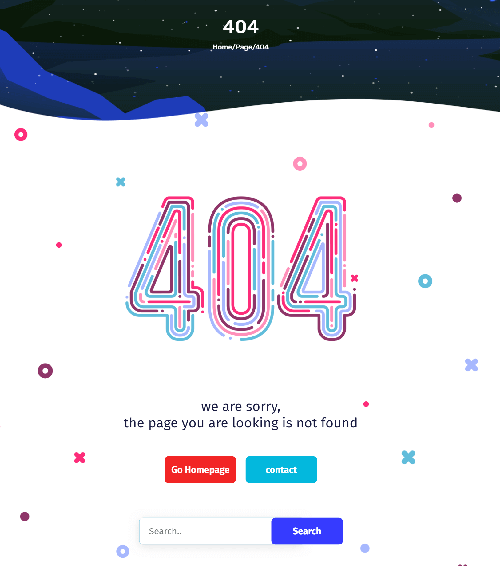 404
Home/Page/404
404
we are sorry,
the page you are looking is not found
Go Homepage
contact
Search..
Search